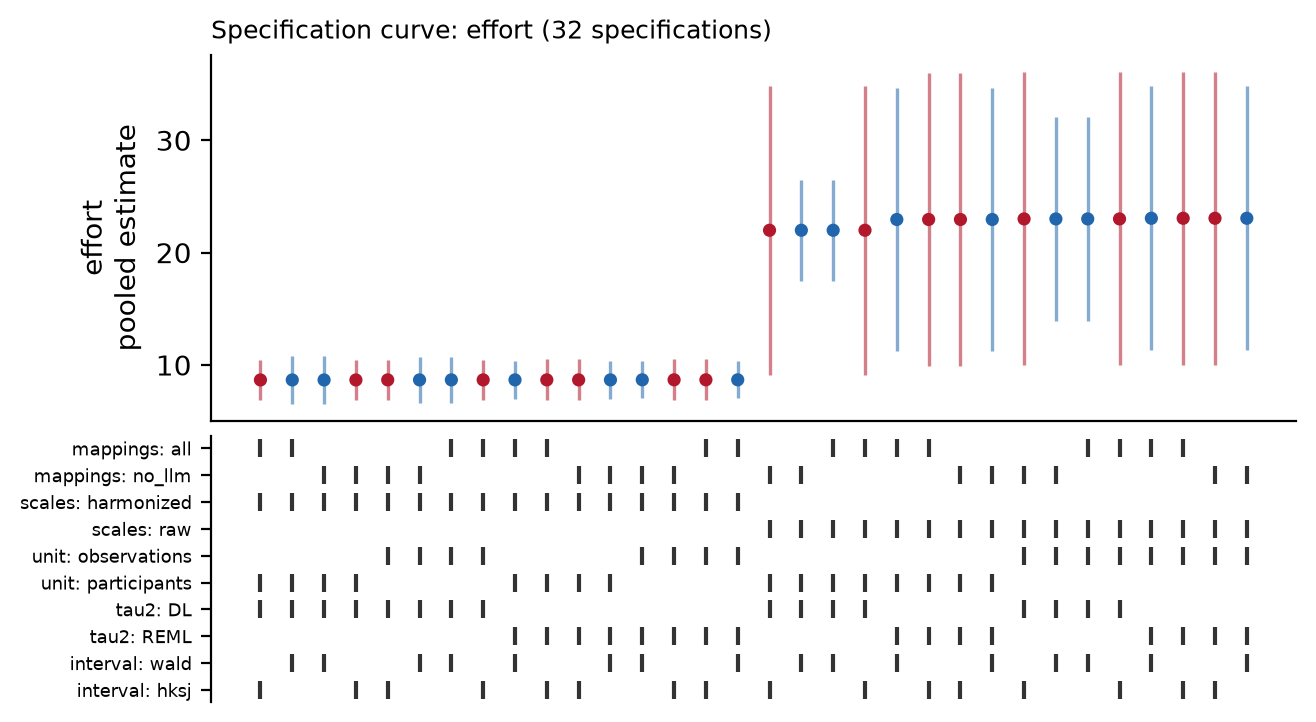 Specification curve: effort (32 specifications)
effort
pooled estimate
30
20
10
mappings: all
mappings: no_llm
scales: harmonized
scales: raw
unit: observations
unit: participants
tau2: DL
tau2: REML
interval: wald
interval: hksj